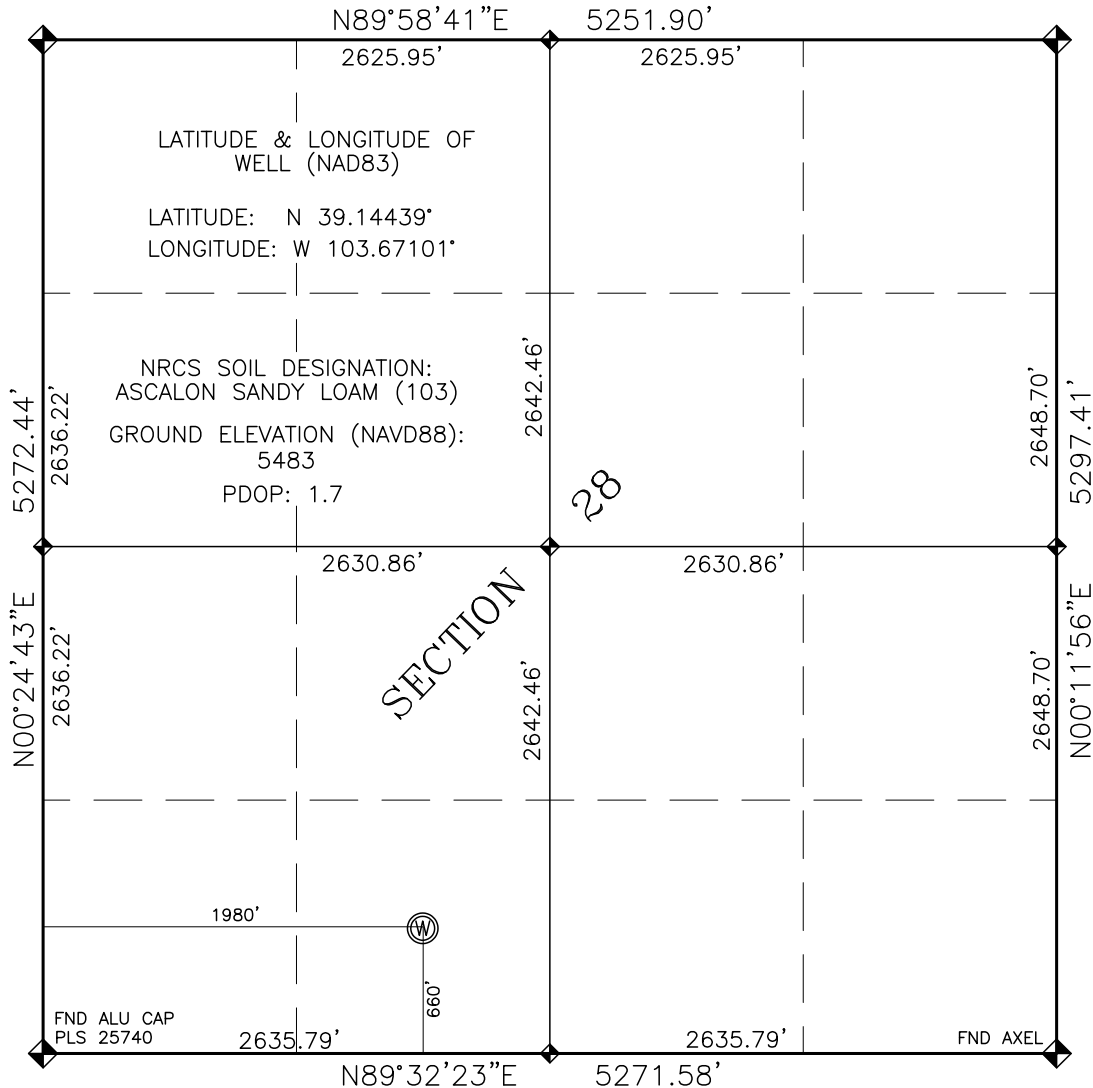 N89°58'41"E 5251.90'
2625.95'
2625.95'
LATITUDE & LONGITUDE OF
WELL (NAD83)
LATITUDE: N 39.14439°
LONGITUDE: W 103.67101°
NRCS SOIL DESIGNATION:
ASCALON SANDY LOAM (103)
GROUND ELEVATION (NAVD88):
5483
PDOP: 1.7
5272.44'
2636.22'
2642.46'
2648.70'
5297.41'
SECTION 28
2630.86'
2630.86'
N00°24'43"E
2636.22'
2642.46'
2648.70'
N00°11'56"E
1980'
W
660'
FND ALU CAP
PLS 25740
2635.79'
2635.79'
FND AXEL
N89°32'23"E 5271.58'